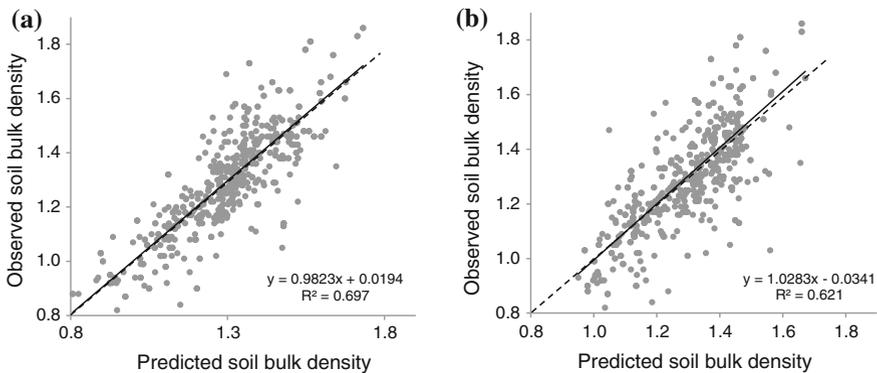 (a)
Observed soil bulk density
1.8
1.6
1.4
1.2
1.0
0.8
y = 0.9823x + 0.0194
R² = 0.697
0.8 1.3 1.8
Predicted soil bulk density
(b)
Observed soil bulk density
1.8
1.6
1.4
1.2
1.0
0.8
y = 1.0283x - 0.0341
R² = 0.621
0.8 1.0 1.2 1.4 1.6 1.8
Predicted soil bulk density